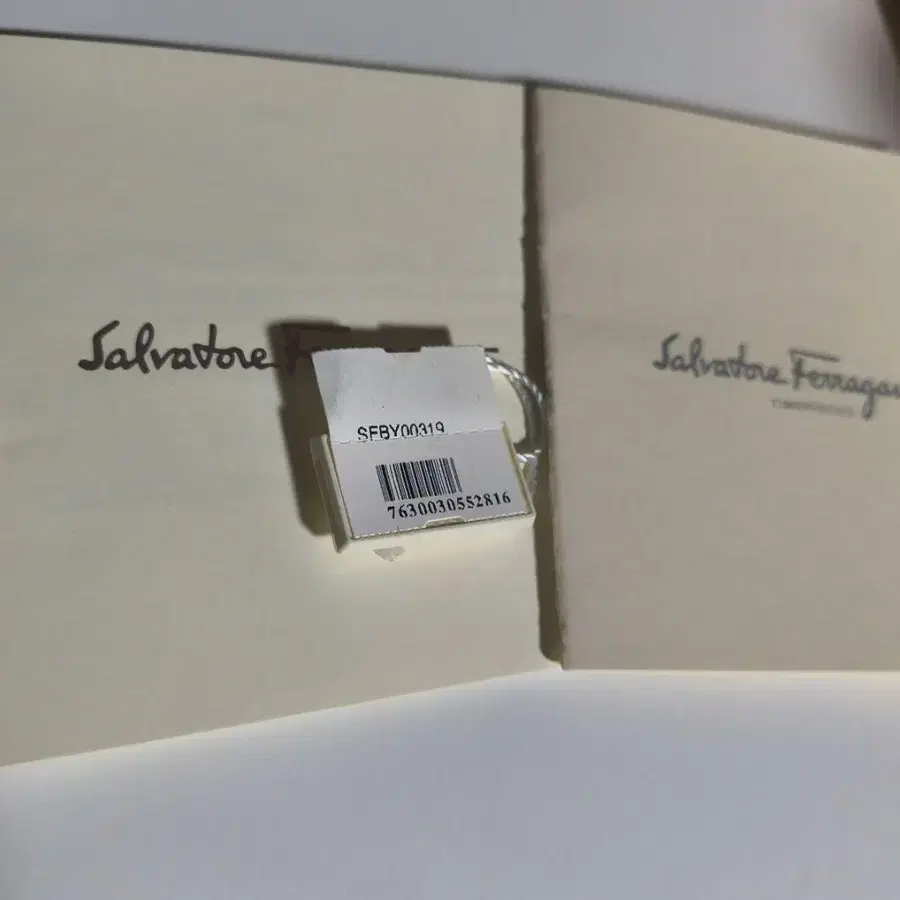 Salvatore
SFBY00319
7630030552816
Salvatore Ferragam